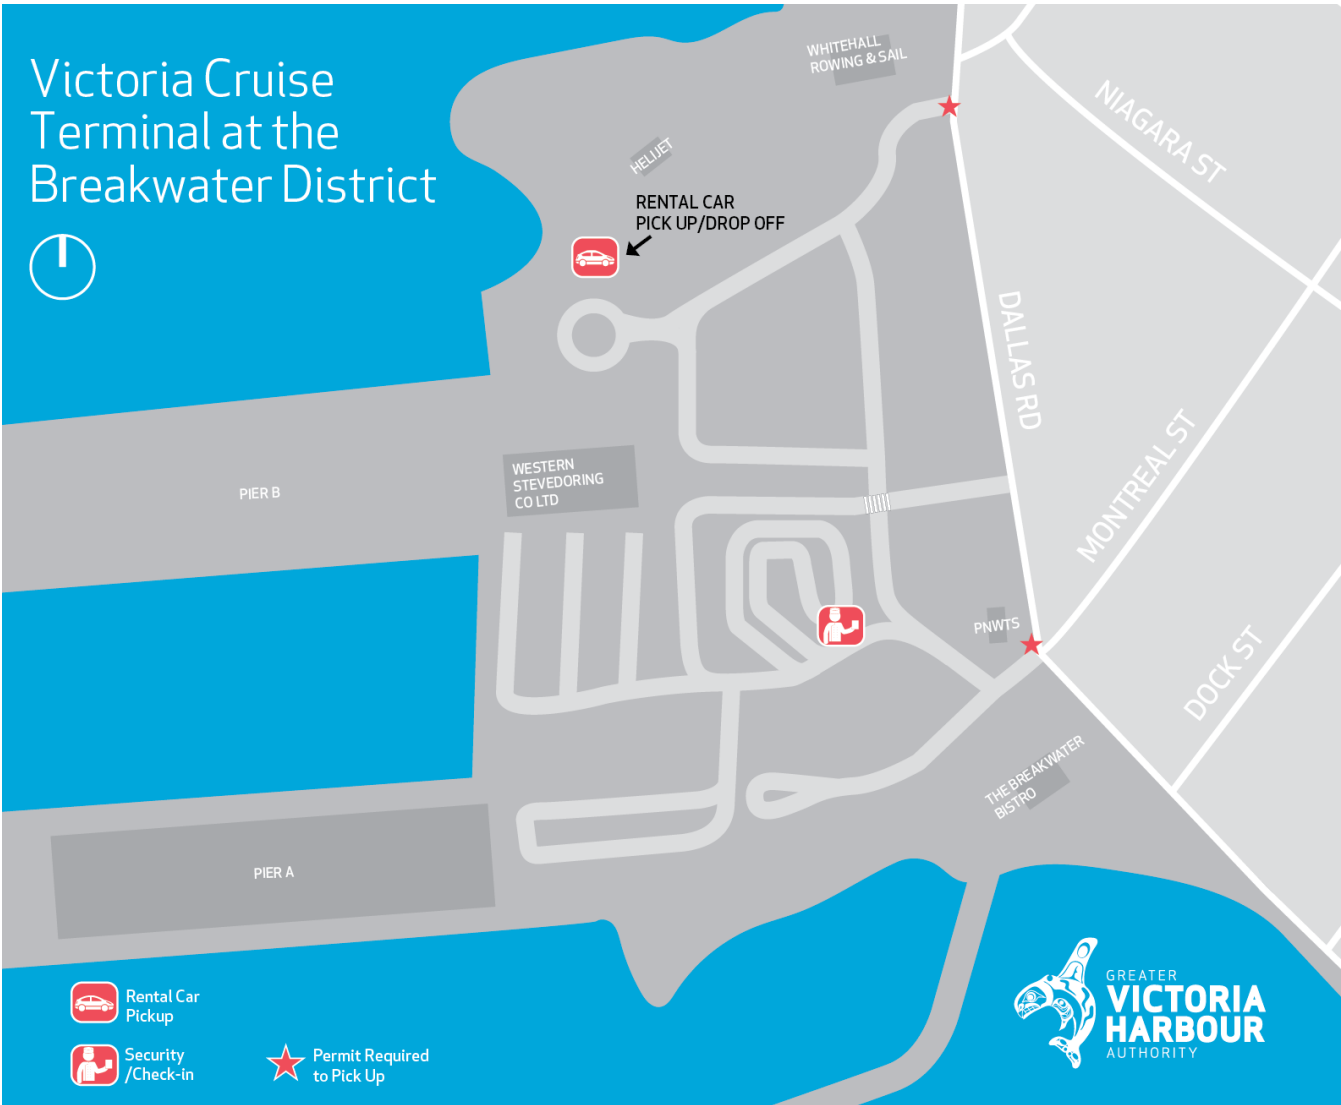 Victoria Cruise
Terminal at the
Breakwater District
WHITEHALL
ROWING & SAIL
HELIJET
RENTAL CAR
PICK UP/DROP OFF
NIAGARA ST
DALLAS RD
MONTREAL ST
DOCK ST
WESTERN
STEVEDORING
CO LTD
PIER B
PNWTS
THE BREAKWATER
BISTRO
PIER A
Rental Car
Pickup
Security
/Check-in
Permit Required
to Pick Up
GREATER
VICTORIA
HARBOUR
AUTHORITY